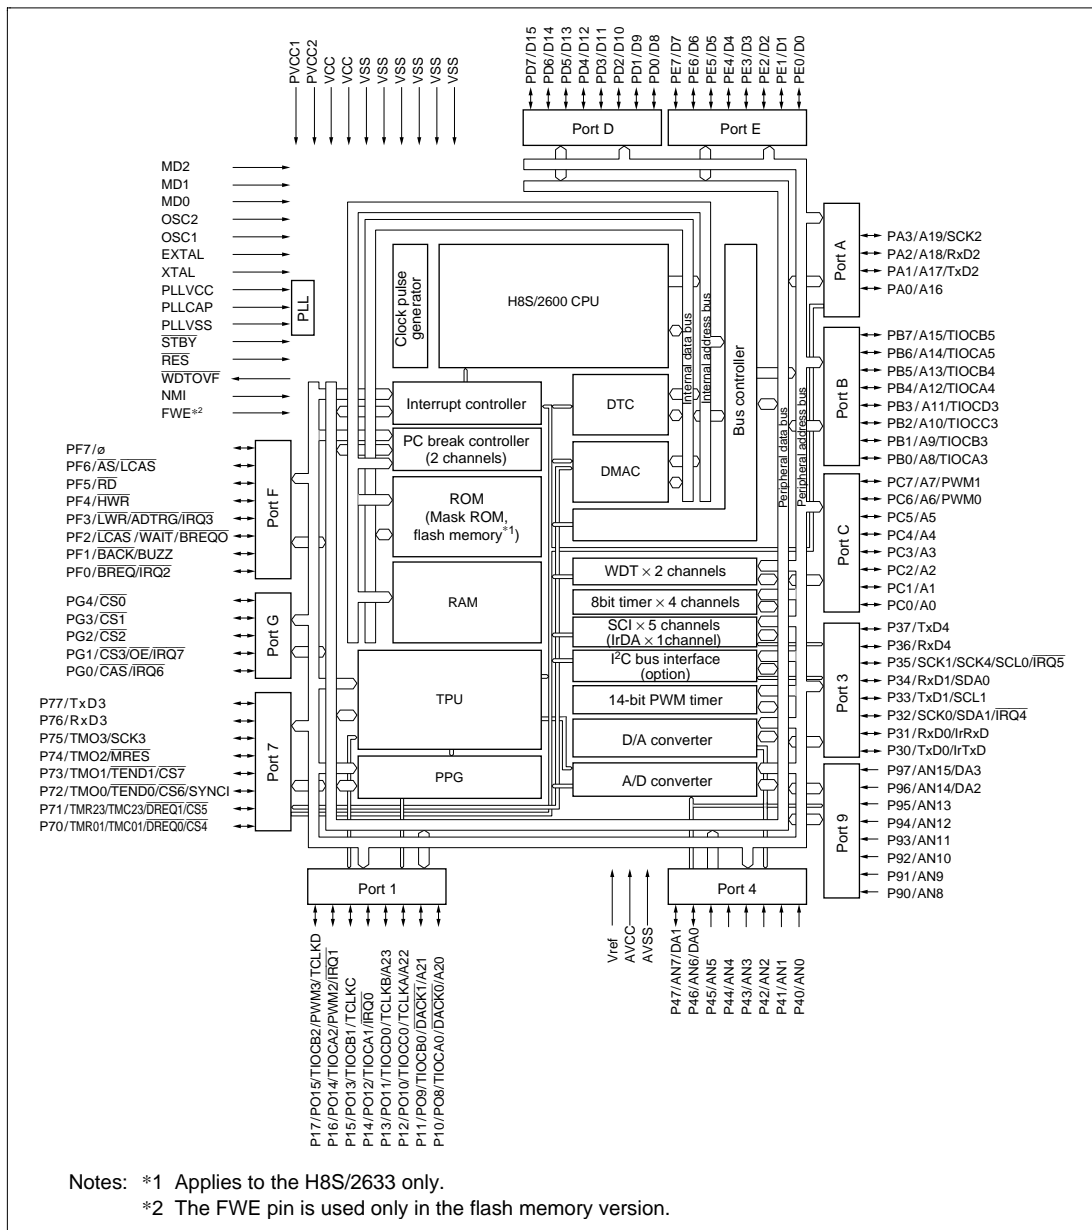 PVCC1
PVCC2
VCC
VCC
VSS
VSS
VSS
VSS
VSS
VSS
PD7/D15
PD6/D14
PD5/D13
PD4/D12
PD3/D11
PD2/D10
PD1/D9
PD0/D8
PE7/D7
PE6/D6
PE5/D5
PE4/D4
PE3/D3
PE2/D2
PE1/D1
PE0/D0
Port D
Port E
MD2
MD1
MD0
OSC2
OSC1
EXTAL
XTAL
PLLVCC
PLLCAP
PLLVSS
STBY
RES
WDTOVF
NMI
FWE*2
PLL
Clock pulse
generator
H8S/2600 CPU
Internal data bus
Internal address bus
Bus controller
Peripheral data bus
Peripheral address bus
Port A
PA3/A19/SCK2
PA2/A18/RxD2
PA1/A17/TxD2
PA0/A16
Interrupt controller
PC break controller
(2 channels)
DTC
DMAC
ROM
(Mask ROM,
flash memory*1)
RAM
Port B
PB7/A15/TIOCB5
PB6/A14/TIOCA5
PB5/A13/TIOCB4
PB4/A12/TIOCA4
PB3/A11/TIOCD3
PB2/A10/TIOCC3
PB1/A9/TIOCB3
PB0/A8/TIOCA3
PF7/ø
PF6/AS/LCAS
PF5/RD
PF4/HWR
PF3/LWR/ADTRG/IRQ3
PF2/LCAS/WAIT/BREQO
PF1/BACK/BUZZ
PF0/BREQ/IRQ2
Port F
Port C
PC7/A7/PWM1
PC6/A6/PWM0
PC5/A5
PC4/A4
PC3/A3
PC2/A2
PC1/A1
PC0/A0
WDT × 2 channels
8bit timer × 4 channels
SCI × 5 channels
(IrDA × 1channel)
I2C bus interface
(option)
14-bit PWM timer
D/A converter
A/D converter
PG4/CS0
PG3/CS1
PG2/CS2
PG1/CS3/OE/IRQ7
PG0/CAS/IRQ6
Port G
TPU
PPG
Port 3
P37/TxD4
P36/RxD4
P35/SCK1/SCK4/SCL0/IRQ5
P34/RxD1/SDA0
P33/TxD1/SCL1
P32/SCK0/SDA1/IRQ4
P31/RxD0/IrRxD
P30/TxD0/IrTxD
P77/TxD3
P76/RxD3
P75/TMO3/SCK3
P74/TMO2/MRES
P73/TMO1/TEND1/CS7
P72/TMO0/TEND0/CS6/SYNCI
P71/TMR23/TMC23/DREQ1/CS5
P70/TMR01/TMC01/DREQ0/CS4
Port 7
Port 9
P97/AN15/DA3
P96/AN14/DA2
P95/AN13
P94/AN12
P93/AN11
P92/AN10
P91/AN9
P90/AN8
Port 1
Port 4
P17/PO15/TIOCB2/PWM3/TCLKD
P16/PO14/TIOCA2/PWM2/IRQ1
P15/PO13/TIOCB1/TCLKC
P14/PO12/TIOCA1/IRQ0
P13/PO11/TIOCD0/TCLKB/A23
P12/PO10/TIOCC0/TCLKA/A22
P11/PO9/TIOCB0/DACK1/A21
P10/PO8/TIOCA0/DACK0/A20
Vref
AVCC
AVSS
P47/AN7/DA1
P46/AN6/DA0
P45/AN5
P44/AN4
P43/AN3
P42/AN2
P41/AN1
P40/AN0
Notes: *1 Applies to the H8S/2633 only.
*2 The FWE pin is used only in the flash memory version.